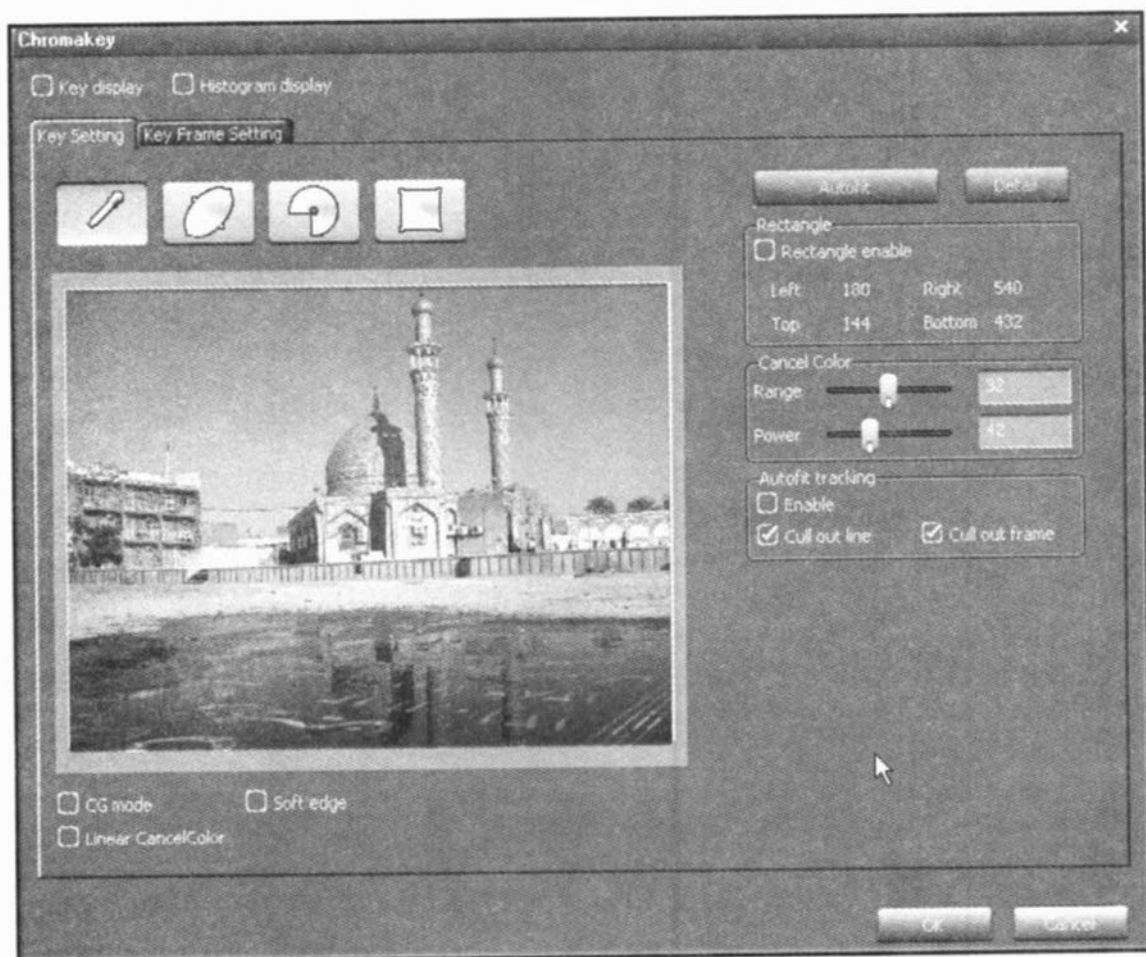 Chromakey
Key display Histogram display
Key Setting Key Frame Setting
Autofit Detail
Rectangle
Rectangle enable
Left 180 Right 540
Top 144 Bottom 432
Cancel Color
Range 32
Power 42
Autofit tracking
Enable
Cull out line Cull out frame
CG mode Soft edge
Linear CancelColor
OK Cancel